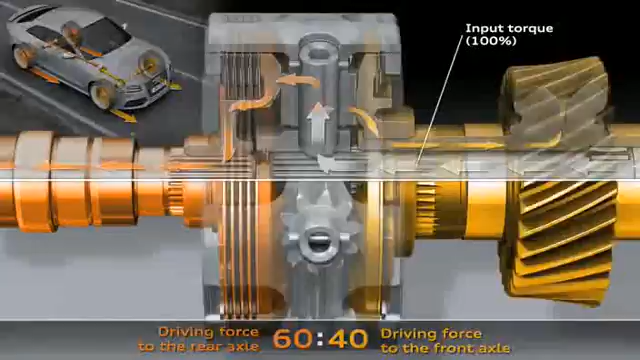 Input torque
(100%)
Driving force
to the rear axle
60:40
Driving force
to the front axle